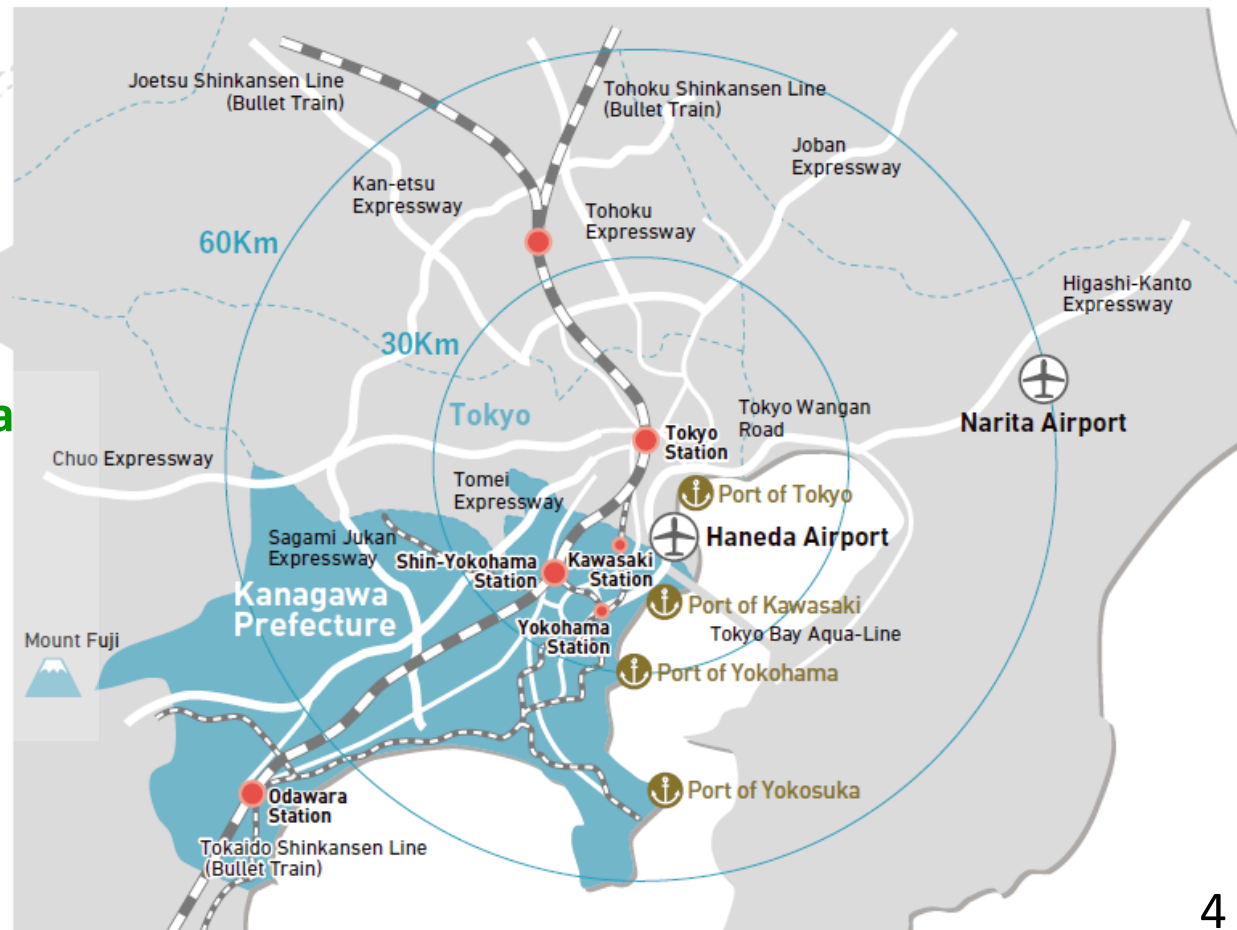 Joetsu Shinkansen Line
(Bullet Train)
Tohoku Shinkansen Line
(Bullet Train)
Joban
Expressway
Kan-etsu
Expressway
Tohoku
Expressway
60Km
Higashi-Kanto
Expressway
30Km
Tokyo
a
Tokyo Wangan
Road
Narita Airport
Tokyo
Station
Chuo Expressway
Tomei
Expressway
Port of Tokyo
Sagami Jukan
Expressway
Haneda Airport
Shin-Yokohama
Station
Kawasaki
Station
Kanagawa
Prefecture
Port of Kawasaki
Yokohama
Station
Tokyo Bay Aqua-Line
Mount Fuji
Port of Yokohama
Port of Yokosuka
Odawara
Station
Tokaido Shinkansen Line
(Bullet Train)
4